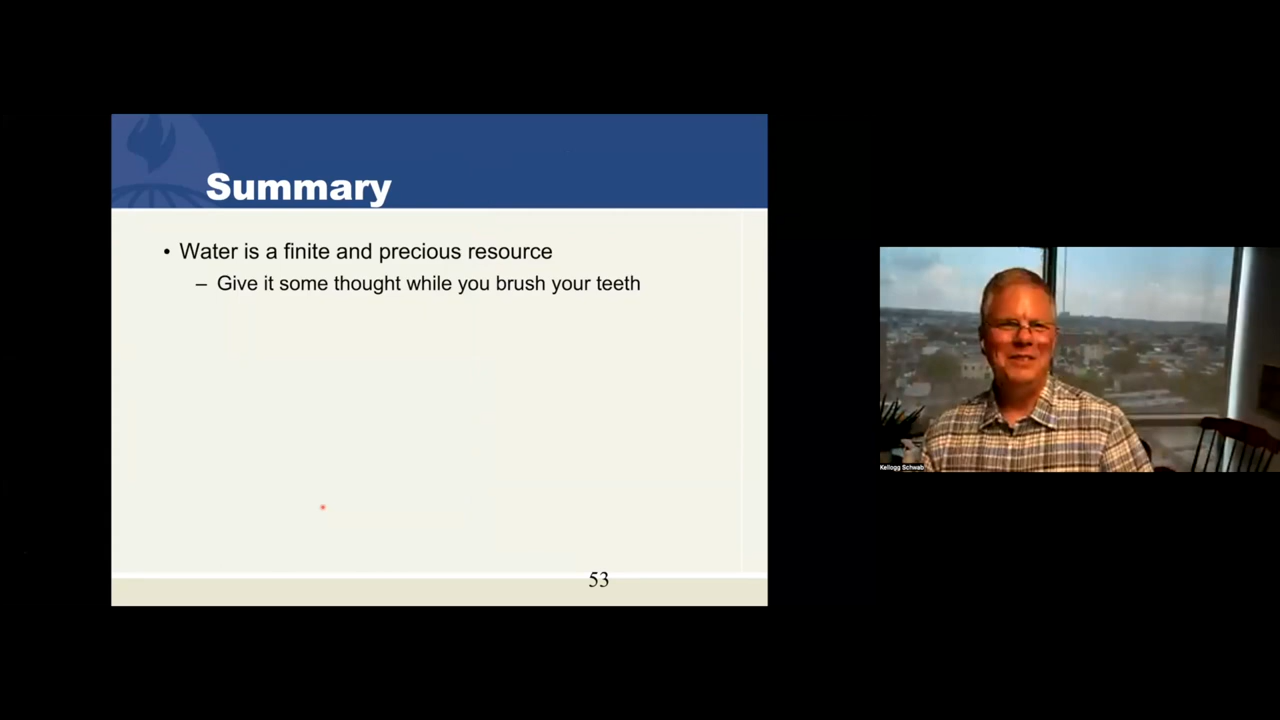 Summary
• Water is a finite and precious resource
– Give it some thought while you brush your teeth
53
Kellogg Schwab